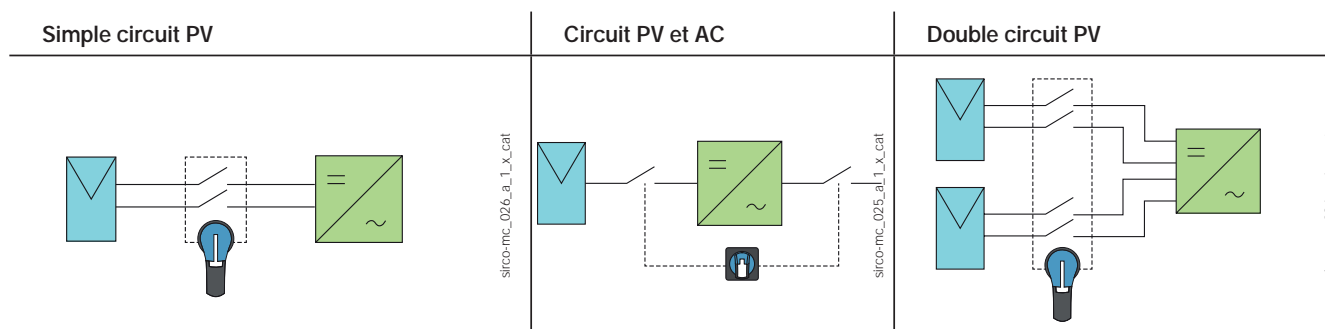 Simple circuit PV
Circuit PV et AC
Double circuit PV
sirco-mc_026_a_1_x_cat
sirco-mc_025_a_1_x_cat